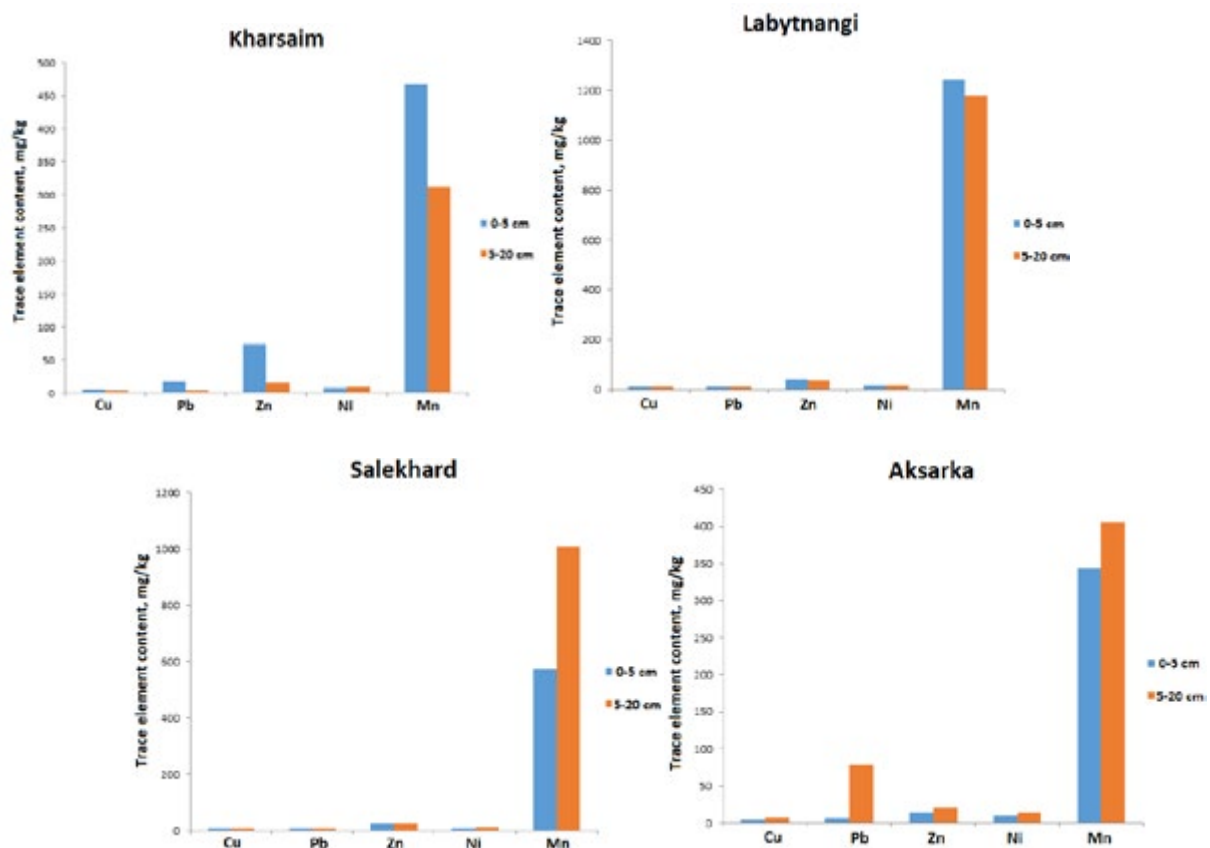 Kharsaim
Trace element content, mg/kg
500
450
400
350
300
250
200
150
100
50
0
Cu Pb Zn Ni Mn
0-5 cm
5-20 cm
Labytnangi
Trace element content, mg/kg
1400
1200
1000
800
600
400
200
0
Cu Pb Zn Ni Mn
0-5 cm
5-20 cm
Salekhard
Trace element content, mg/kg
1200
1000
800
600
400
200
0
Cu Pb Zn Ni Mn
0-5 cm
5-20 cm
Aksarka
Trace element content, mg/kg
450
400
350
300
250
200
150
100
50
0
Cu Pb Zn Ni Mn
0-5 cm
5-20 cm